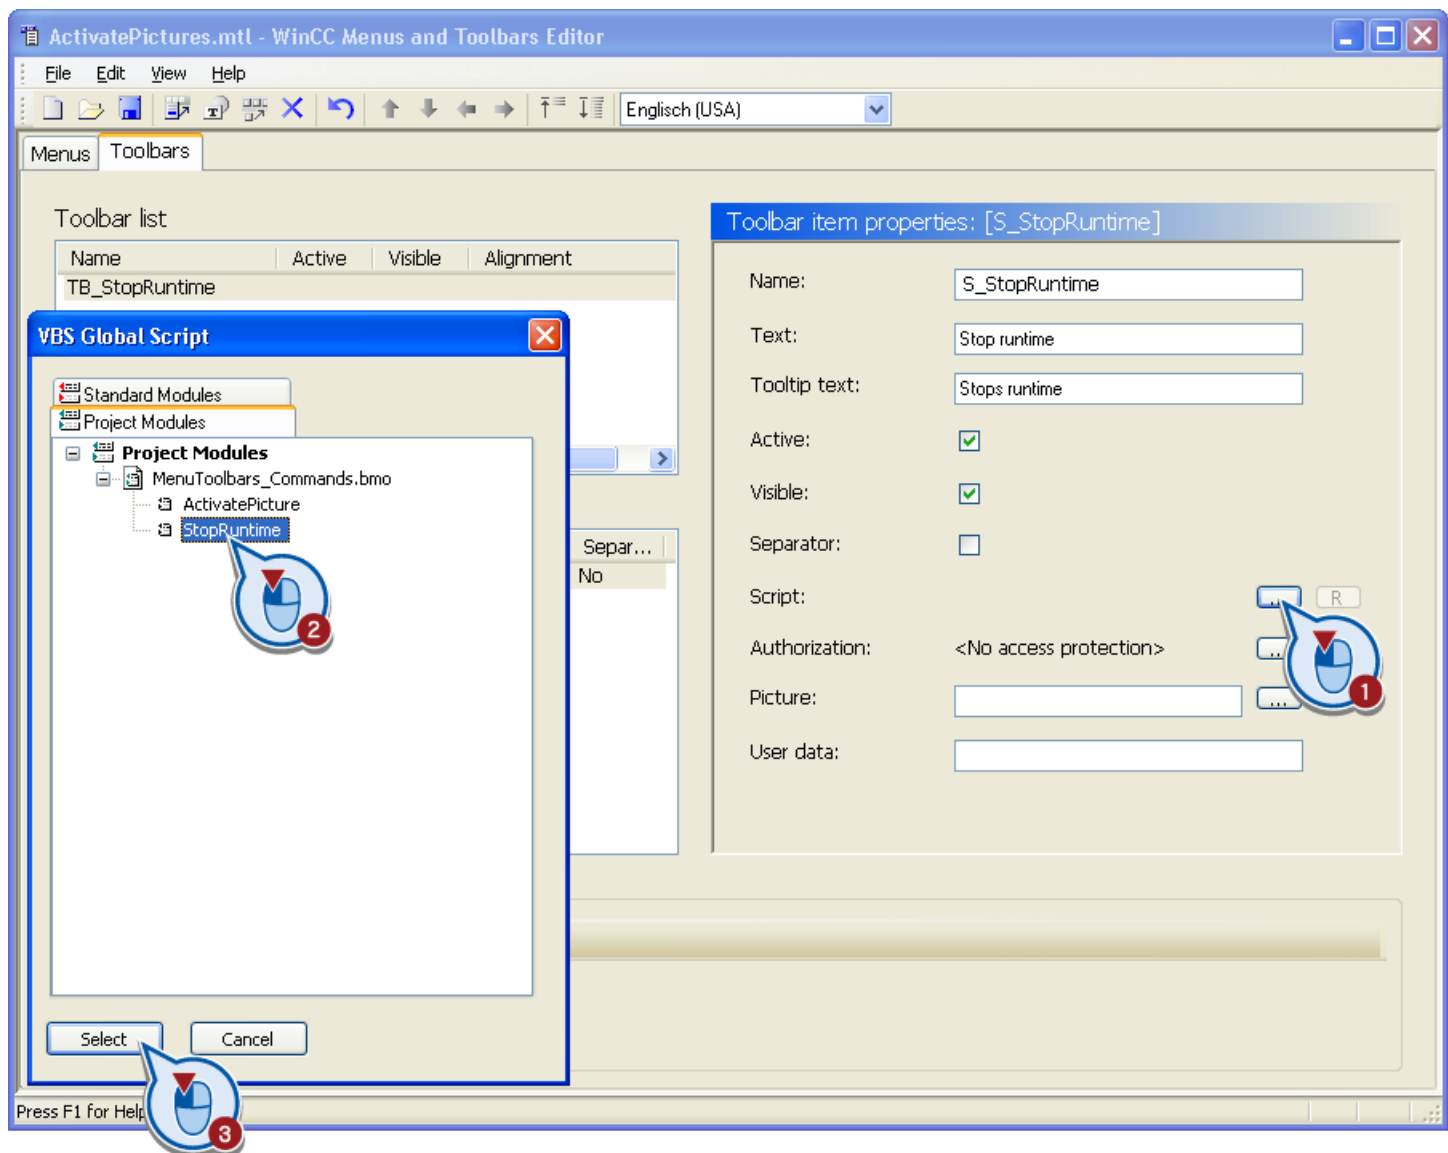 ActivatePictures.mtl - WinCC Menus and Toolbars Editor
File Edit View Help
Englisch (USA)
Menus Toolbars
Toolbar list
Name Active Visible Alignment
TB_StopRuntime
VBS Global Script
Standard Modules
Project Modules
Project Modules
MenuToolbars_Commands.bmo
ActivatePicture
StopRuntime
2
Separ...
No
Select Cancel
3
Toolbar item properties: [S_StopRuntime]
Name: S_StopRuntime
Text: Stop runtime
Tooltip text: Stops runtime
Active:
Visible:
Separator:
Script: ... R
Authorization: <No access protection> ...
1
Picture: ...
User data:
Press F1 for Help